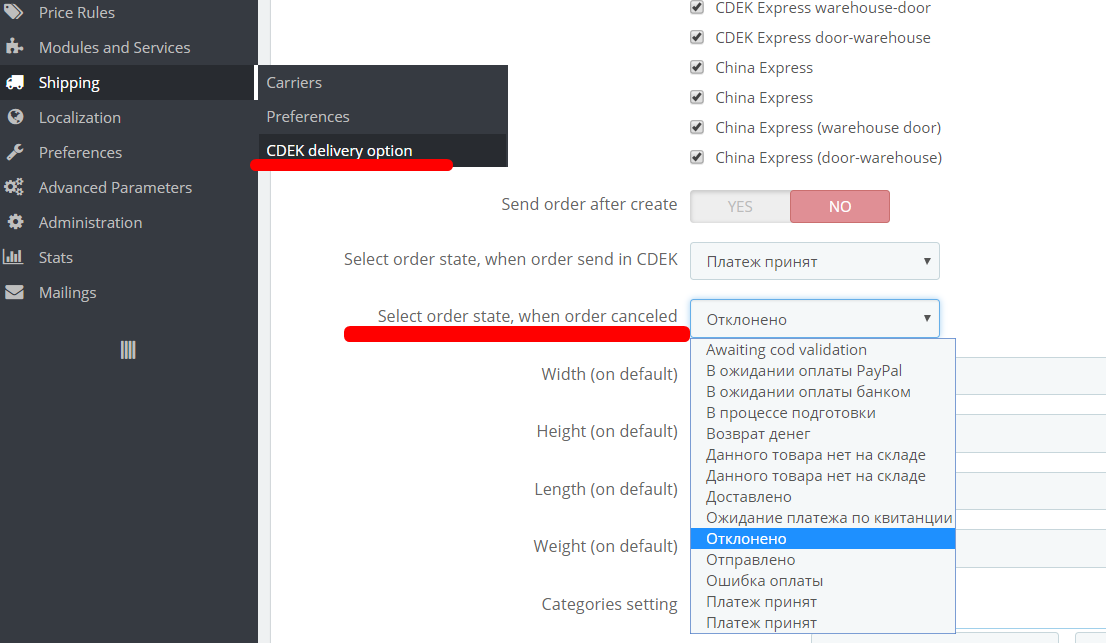 Price Rules
Modules and Services
Shipping
Localization
Preferences
Advanced Parameters
Administration
Stats
Mailings
Carriers
Preferences
CDEK delivery option
CDEK Express warehouse-door
CDEK Express door-warehouse
China Express
China Express
China Express (warehouse door)
China Express (door-warehouse)
Send order after create YES NO
Select order state, when order send in CDEK Платеж принят
Select order state, when order canceled Отклонено
Awaiting cod validation
В ожидании оплаты PayPal
В ожидании оплаты банком
В процессе подготовки
Возврат денег
Данного товара нет на складе
Данного товара нет на складе
Доставлено
Ожидание платежа по квитанции
Отклонено
Отправлено
Ошибка оплаты
Платеж принят
Платеж принят
Width (on default)
Height (on default)
Length (on default)
Weight (on default)
Categories setting